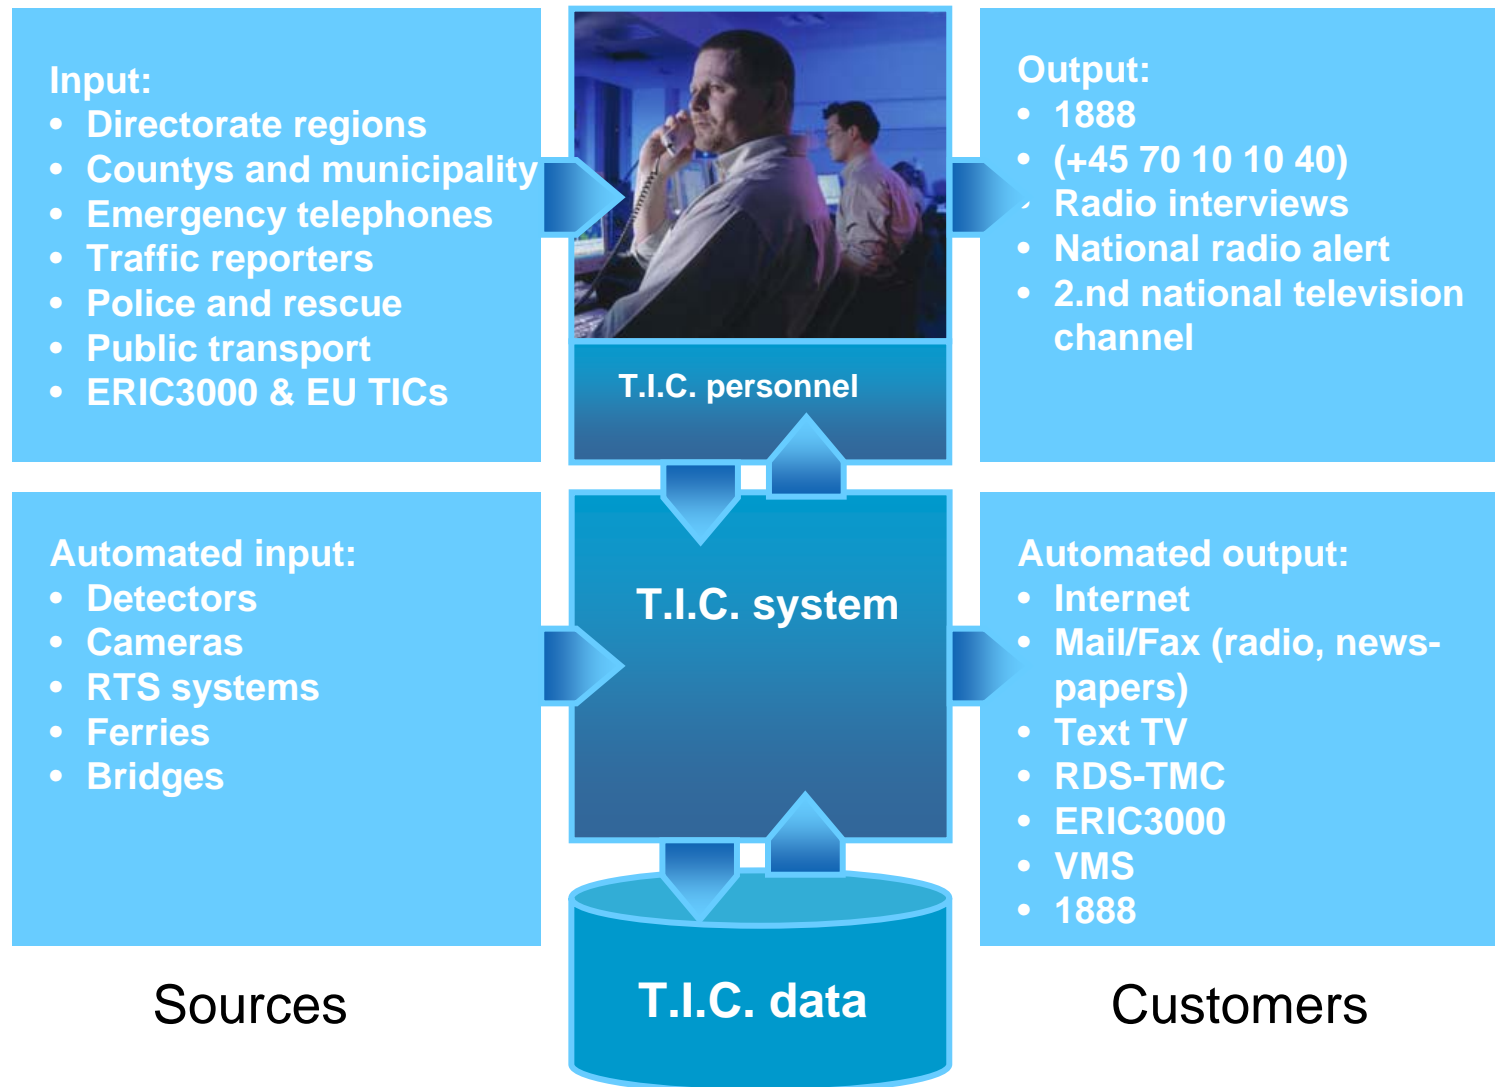 Input:
• Directorate regions
• Countys and municipality
• Emergency telephones
• Traffic reporters
• Police and rescue
• Public transport
• ERIC3000 & EU TICs
T.I.C. personnel
Output:
• 1888
• (+45 70 10 10 40)
• Radio interviews
• National radio alert
• 2.nd national television
channel
Automated input:
• Detectors
• Cameras
• RTS systems
• Ferries
• Bridges
T.I.C. system
Automated output:
• Internet
• Mail/Fax (radio, news-
papers)
• Text TV
• RDS-TMC
• ERIC3000
• VMS
• 1888
Sources
T.I.C. data
Customers